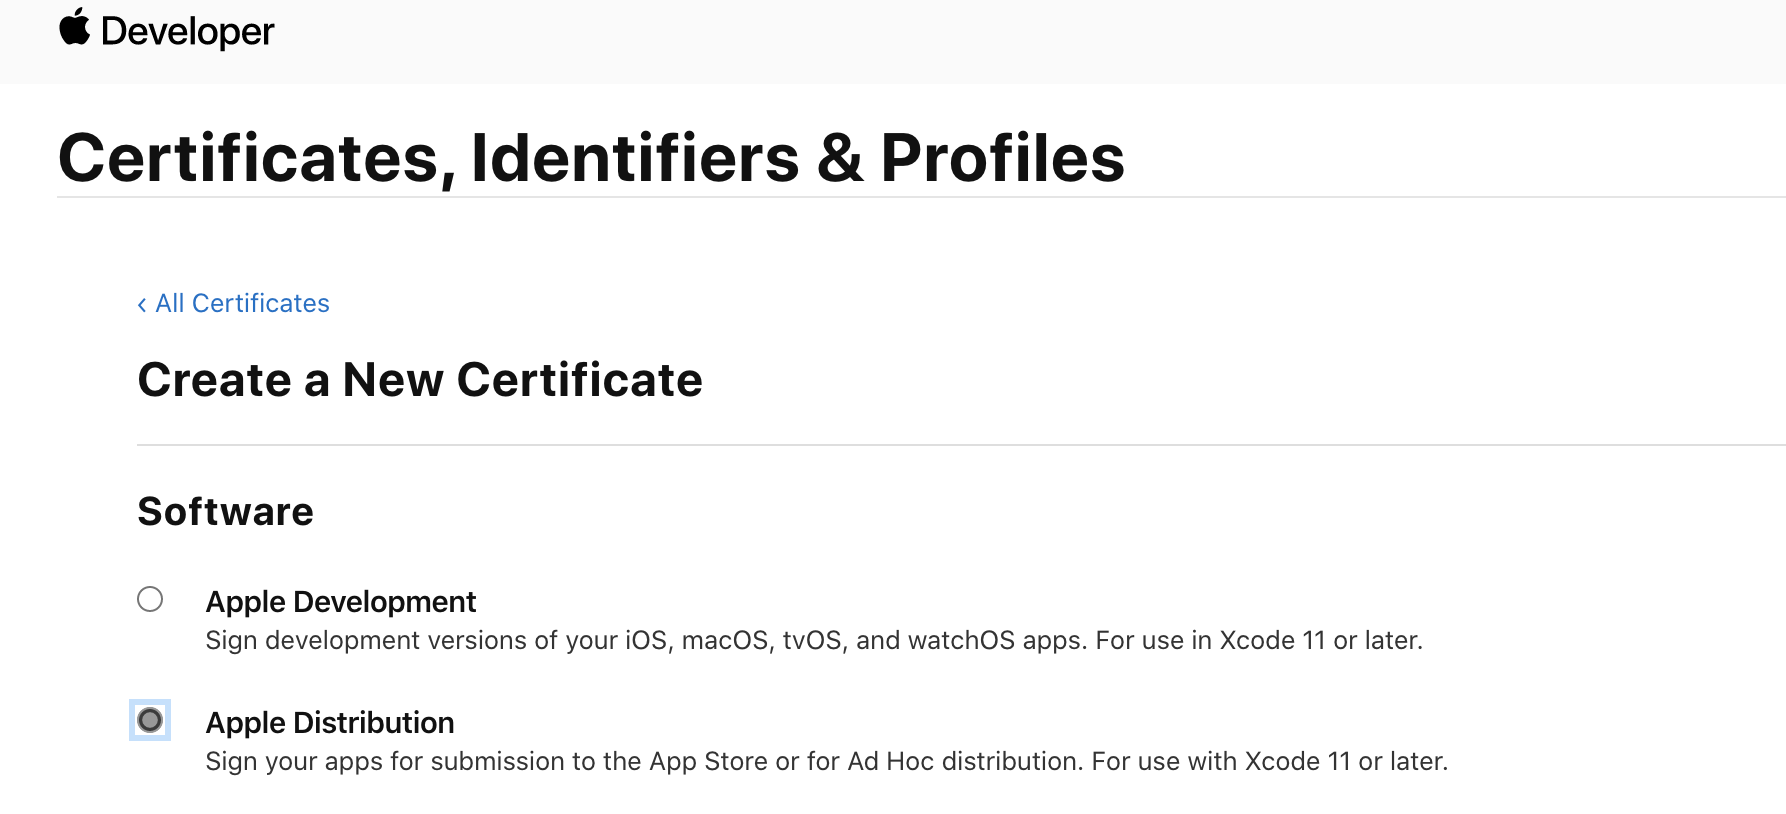 Developer
Certificates, Identifiers & Profiles
‹ All Certificates
Create a New Certificate
Software
Apple Development
Sign development versions of your iOS, macOS, tvOS, and watchOS apps. For use in Xcode 11 or later.
Apple Distribution
Sign your apps for submission to the App Store or for Ad Hoc distribution. For use with Xcode 11 or later.